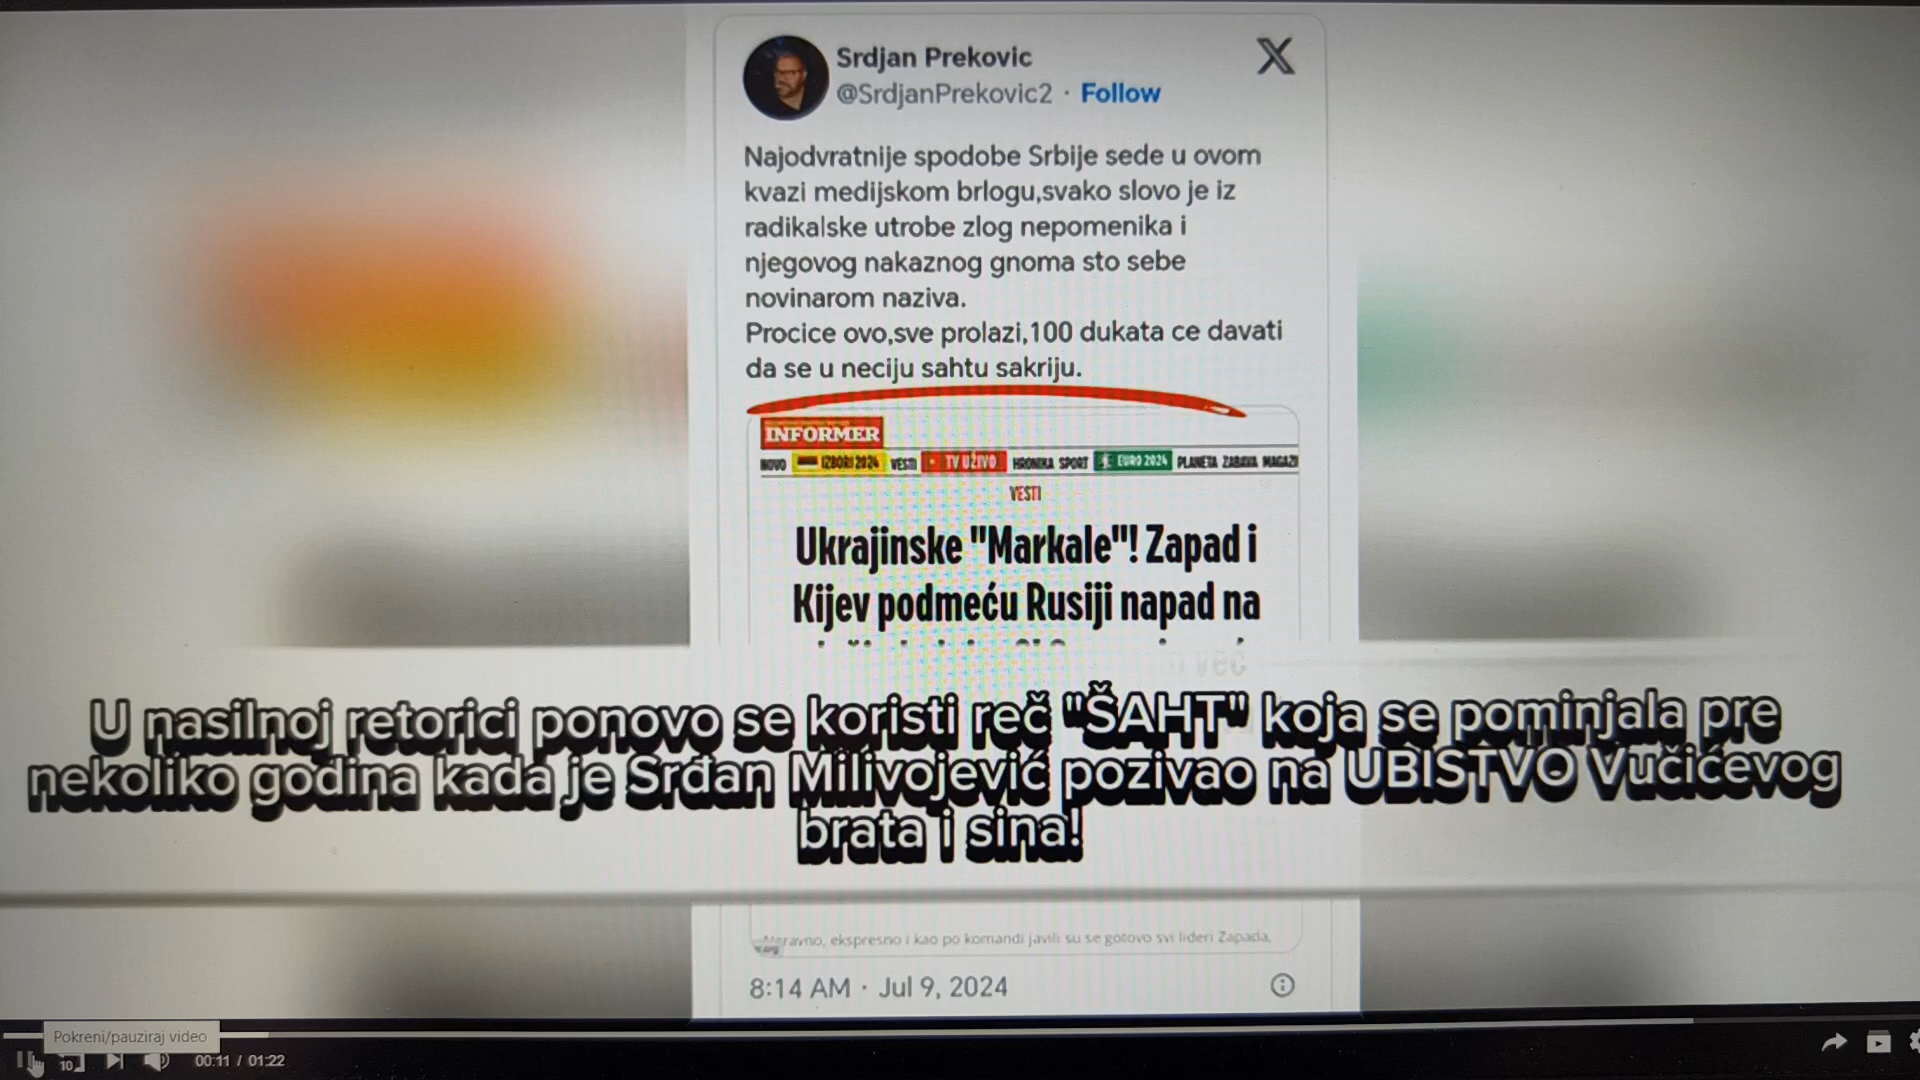 Srdjan Prekovic
@SrdjanPrekovic2 · Follow
X
Najodvratnije spodobe Srbije sede u ovom
kvazi medijskom brlogu,svako slovo je iz
radikalske utrobe zlog nepomenika i
njegovog nakaznog gnoma sto sebe
novinarom naziva.
Procice ovo,sve prolazi,100 dukata ce davati
da se u neciju sahtu sakriju.
INFORMER
NOVO IZBORI 2024 VESTI TV UŽIVO HRONIKA SPORT EURO 2024 PLANETA ZABAVA MAGAZI
VESTI
Ukrajinske "Markale"! Zapad i
Kijev podmeću Rusiji napad na
već
U nasilnoj retorici ponovo se koristi reč "ŠAHT" koja se pominjala pre
nekoliko godina kada je Srđan Milivojević pozivao na UBISTVO Vučićevog
brata i sina!
ekspresno i kao po komandi javili su se gotovo svi lideri Zapada,
8:14 AM · Jul 9, 2024
Pokreni/pauziraj video
10
00:11 / 01:22